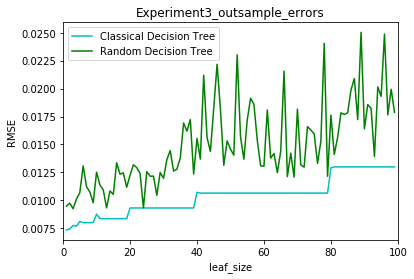 Experiment3_outsample_errors
Classical Decision Tree
Random Decision Tree
0.0250
0.0225
0.0200
0.0175
0.0150
0.0125
0.0100
0.0075
RMSE
0 20 40 60 80 100
leaf_size